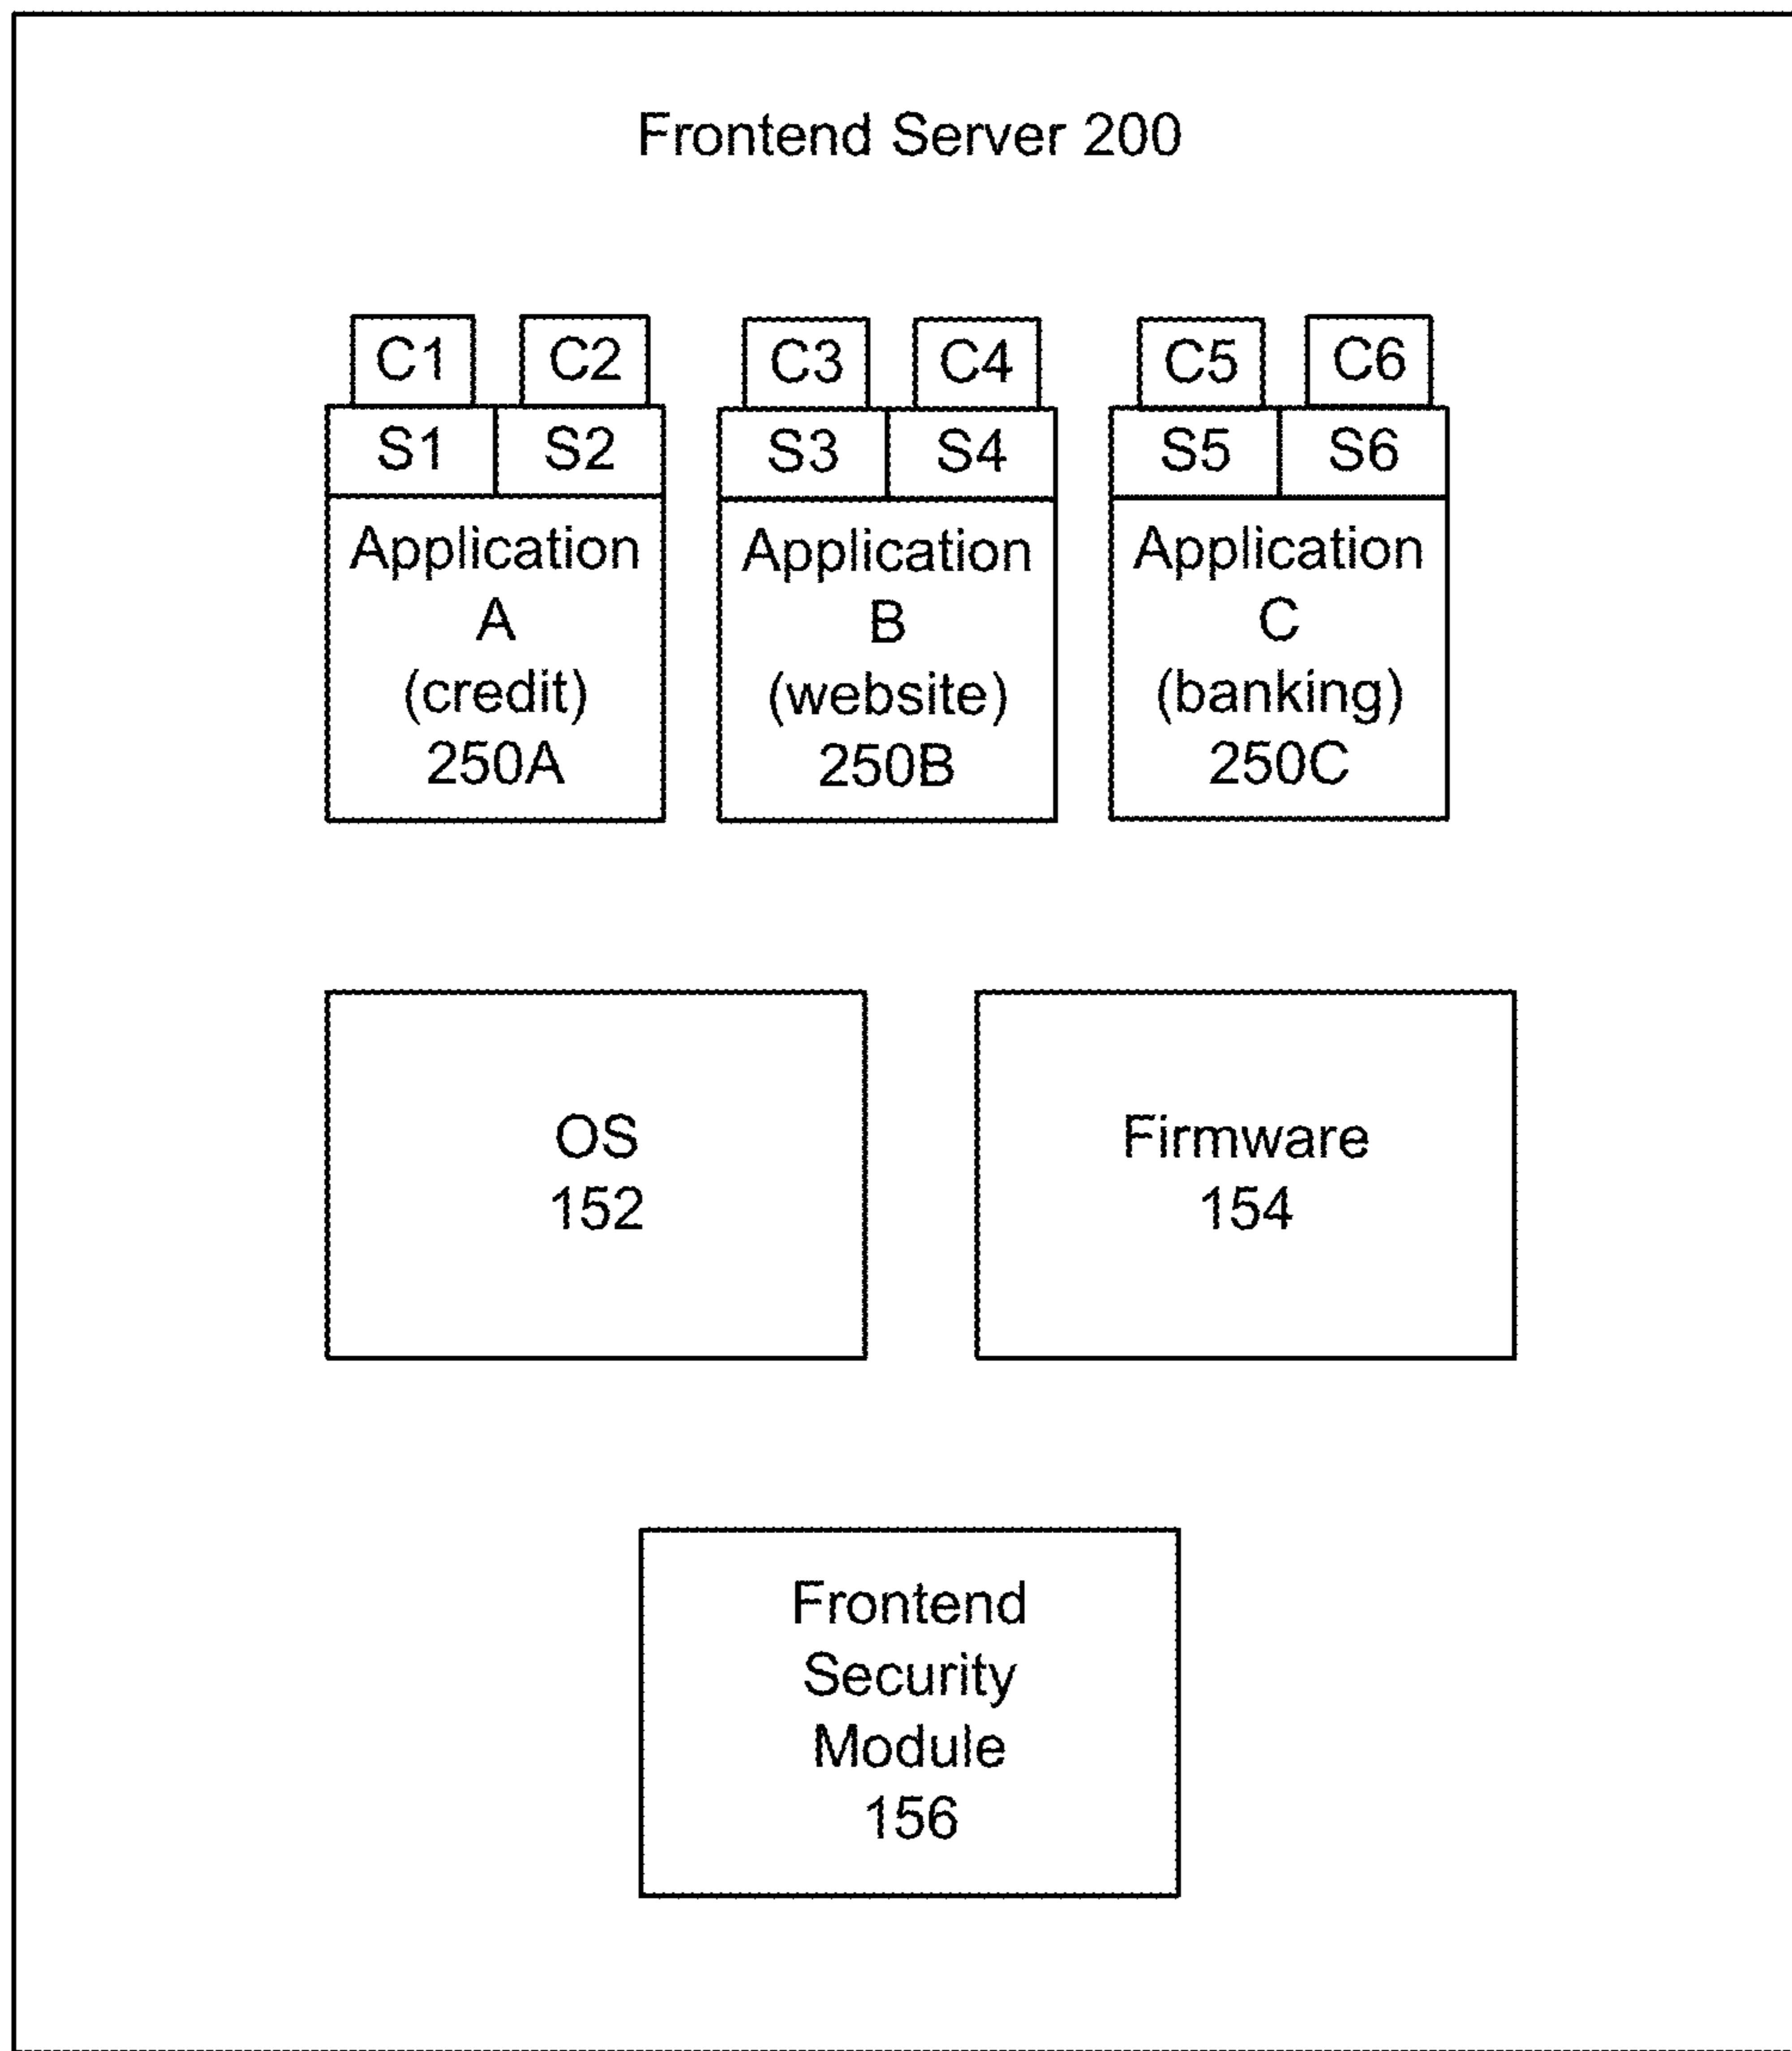 Frontend Server 200
C1 C2 C3 C4 C5 C6
S1 S2 S3 S4 S5 S6
Application
A
(credit)
250A
Application
B
(website)
250B
Application
C
(banking)
250C
OS
152
Firmware
154
Frontend
Security
Module
156